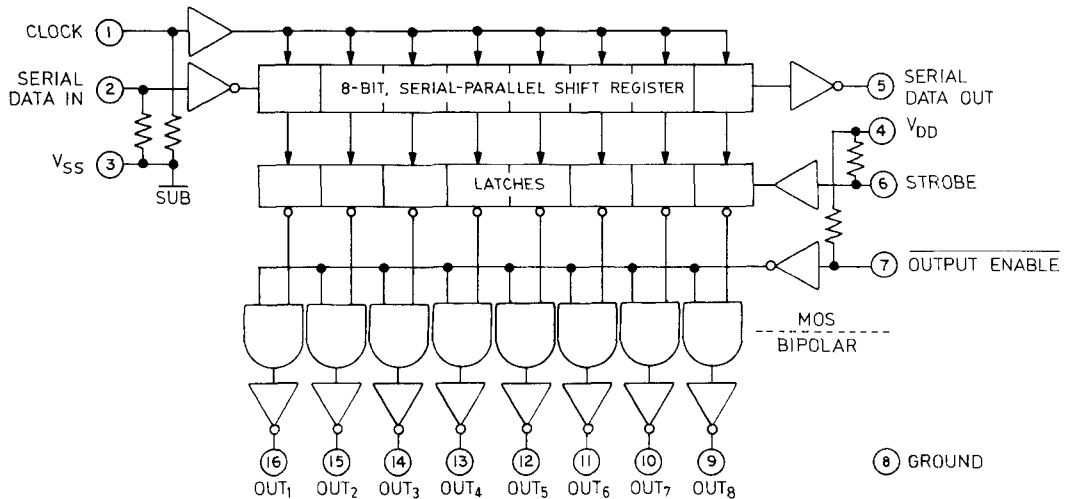 CLOCK 1
SERIAL
DATA IN 2
V_SS 3
SUB
8-BIT, SERIAL-PARALLEL SHIFT REGISTER
5 SERIAL
DATA OUT
4 V_DD
LATCHES
6 STROBE
7 OUTPUT ENABLE
MOS
BIPOLAR
16 15 14 13 12 11 10 9
OUT₁ OUT₂ OUT₃ OUT₄ OUT₅ OUT₆ OUT₇ OUT₈
8 GROUND